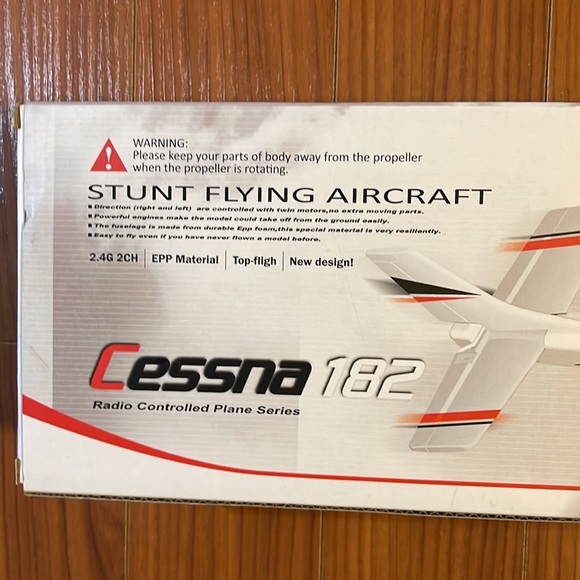 WARNING:
Please keep your parts of body away from the propeller
when the propeller is rotating.
STUNT FLYING AIRCRAFT
Direction (right and left) are controlled with twin motors,no extra moving parts.
Powerful engines make the model could take off from the ground easily.
The fuselage is made from durable Epp foam,this special material is very resiliently.
Easy to fly even if you have never flown a model before.
2.4G 2CH | EPP Material | Top-fligh | New design!
Cessna 182
Radio Controlled Plane Series